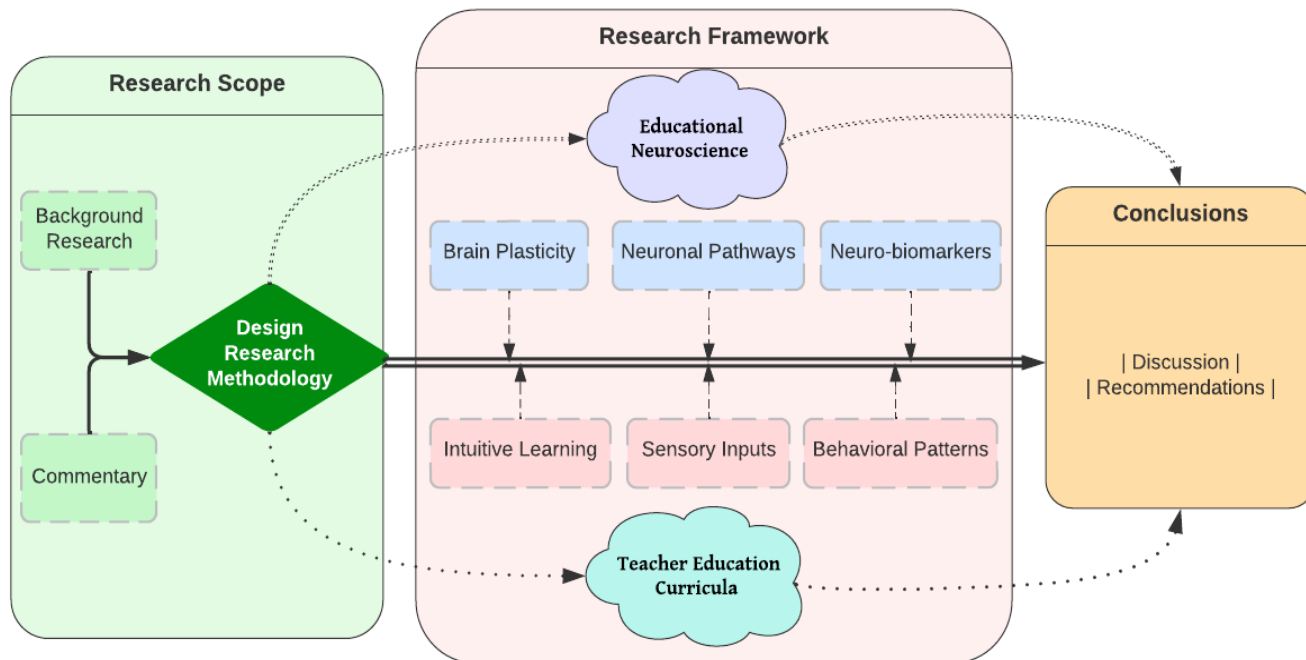 Research Scope
Background
Research
Design
Research
Methodology
Commentary
Research Framework
Educational
Neuroscience
Brain Plasticity
Neuronal Pathways
Neuro-biomarkers
Intuitive Learning
Sensory Inputs
Behavioral Patterns
Teacher Education
Curricula
Conclusions
| Discussion |
| Recommendations |